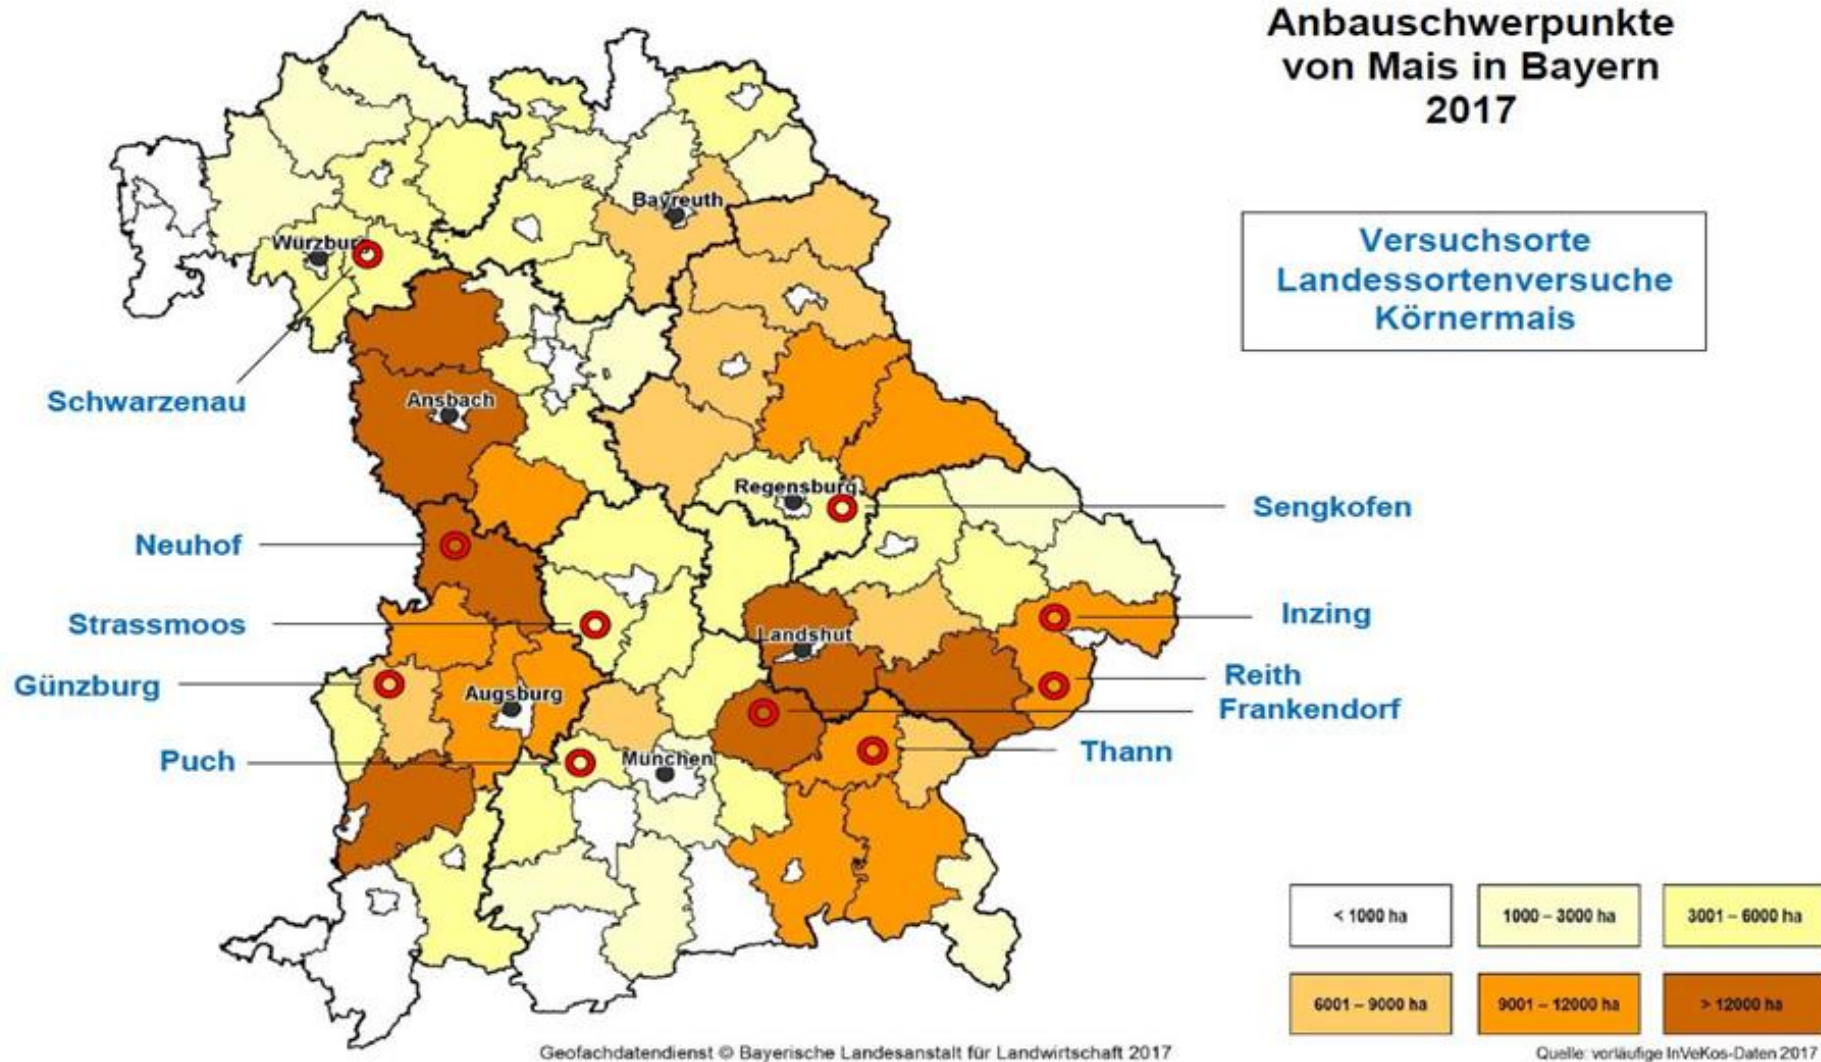 Anbauschwerpunkte
von Mais in Bayern
2017
Versuchsorte
Landessortenversuche
Körnermais
Bayreuth
Würzburg
Schwarzenau
Ansbach
Regensburg
Sengkofen
Neuhof
Inzing
Strassmoos
Landshut
Reith
Günzburg
Augsburg
Frankendorf
Puch
München
Thann
< 1000 ha
1000 – 3000 ha
3001 – 6000 ha
6001 – 9000 ha
9001 – 12000 ha
> 12000 ha
Geofachdatendienst © Bayerische Landesanstalt für Landwirtschaft 2017
Quelle: vorläufige InVeKos-Daten 2017